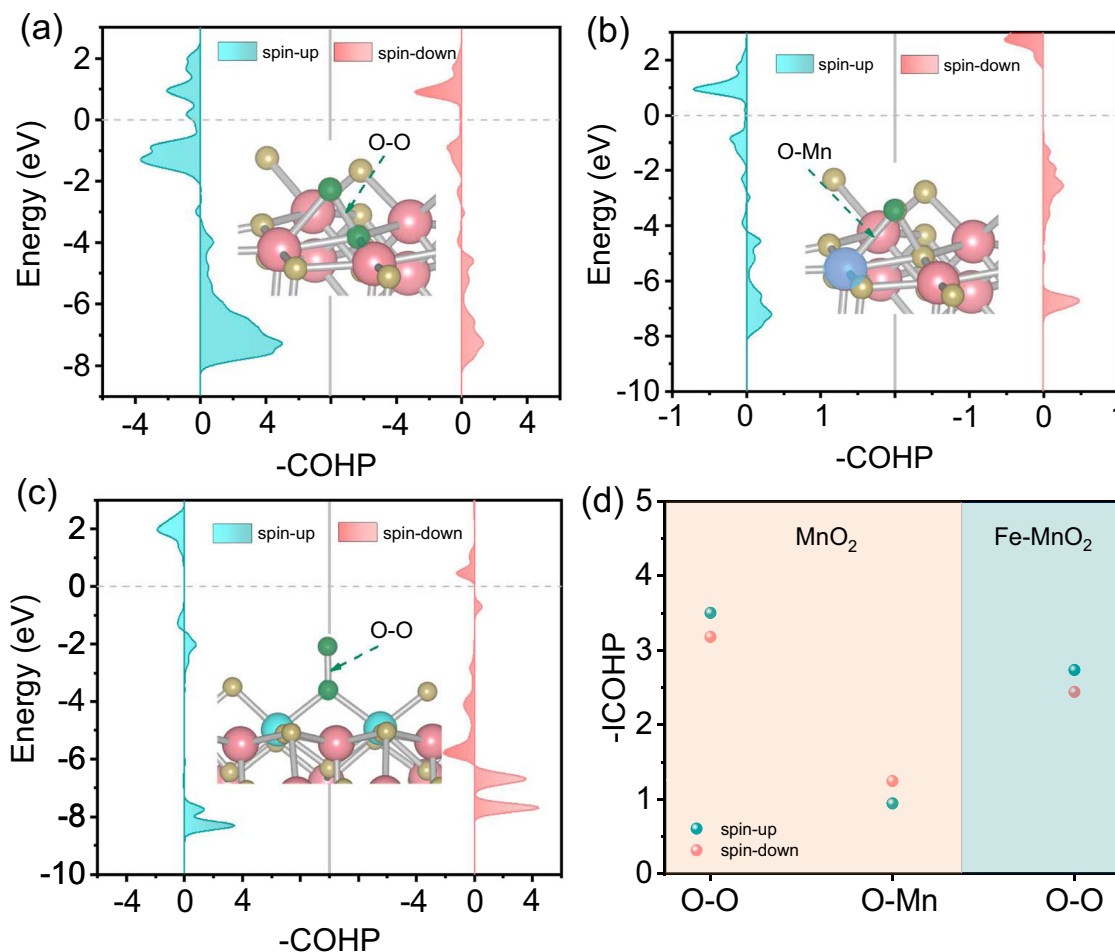 (a)
spin-up
spin-down
O-O
Energy (eV)
2
0
-2
-4
-6
-8
-4 0 4 -4 0 4
-COHP
(b)
spin-up
spin-down
O-Mn
Energy (eV)
2
0
-2
-4
-6
-8
-10
-1 0 1 -1 0 1
-COHP
(c)
spin-up
spin-down
O-O
Energy (eV)
2
0
-2
-4
-6
-8
-10
-4 0 4 -4 0 4
-COHP
(d)
MnO₂
Fe-MnO₂
-ICOHP
5
4
3
2
1
0
spin-up
spin-down
O-O O-Mn O-O